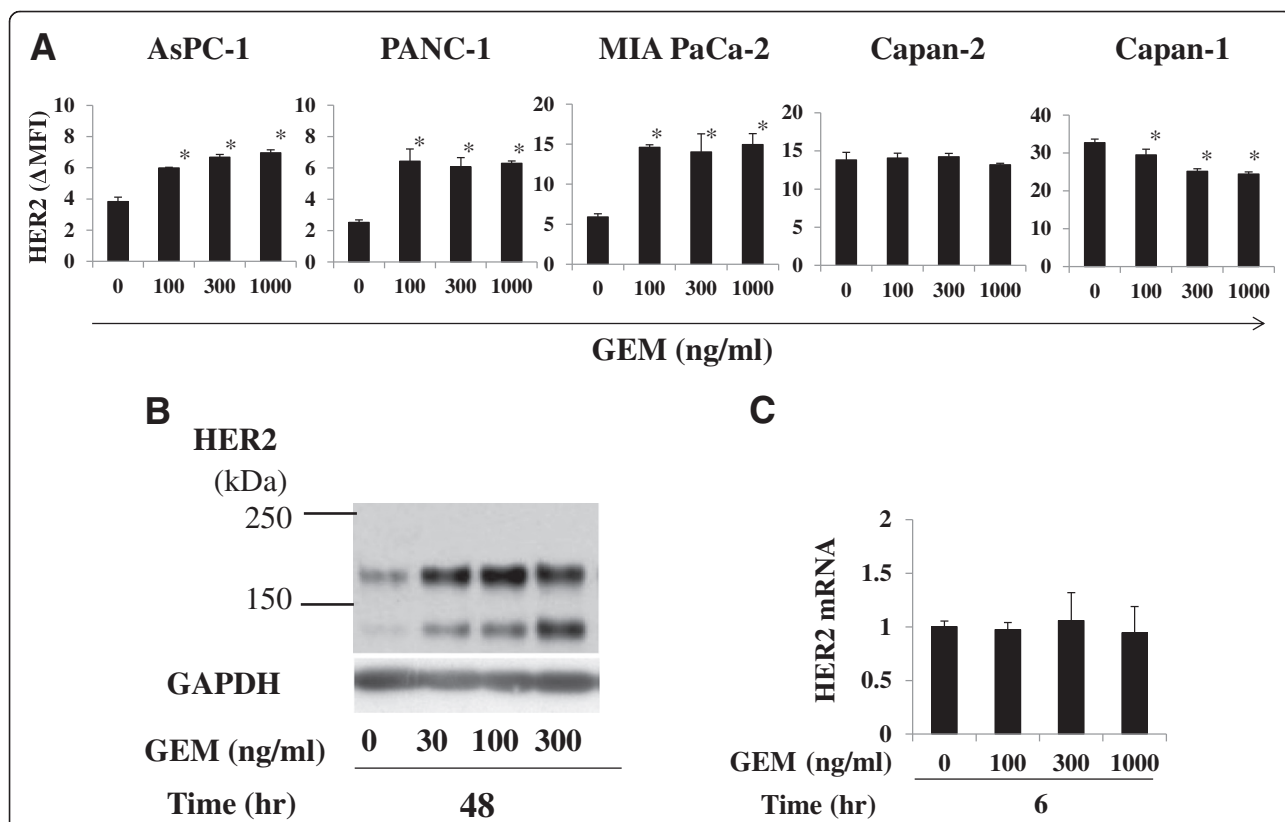 A
AsPC-1 PANC-1 MIA PaCa-2 Capan-2 Capan-1
HER2 (ΔMFI)
10 8 6 4 2 0
* * *
0 100 300 1000
10 8 6 4 2 0
* * *
0 100 300 1000
20 15 10 5 0
* * *
0 100 300 1000
20 15 10 5 0
0 100 300 1000
40 30 20 10 0
* * *
0 100 300 1000
GEM (ng/ml)
B
HER2
(kDa)
250
150
GAPDH
GEM (ng/ml) 0 30 100 300
Time (hr) 48
C
HER2 mRNA
2
1.5
1
0.5
0
GEM (ng/ml) 0 100 300 1000
Time (hr) 6